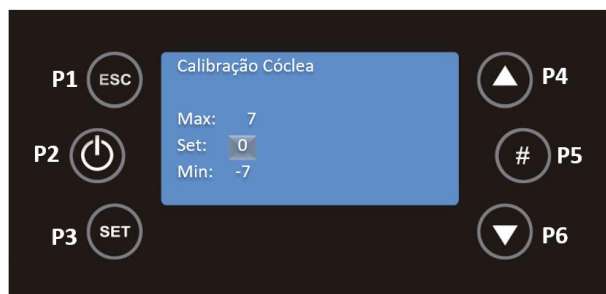 P1 ESC
Calibração Cóclea
P4
Max: 7
P2
Set: 0
# P5
Min: -7
P3 SET
P6